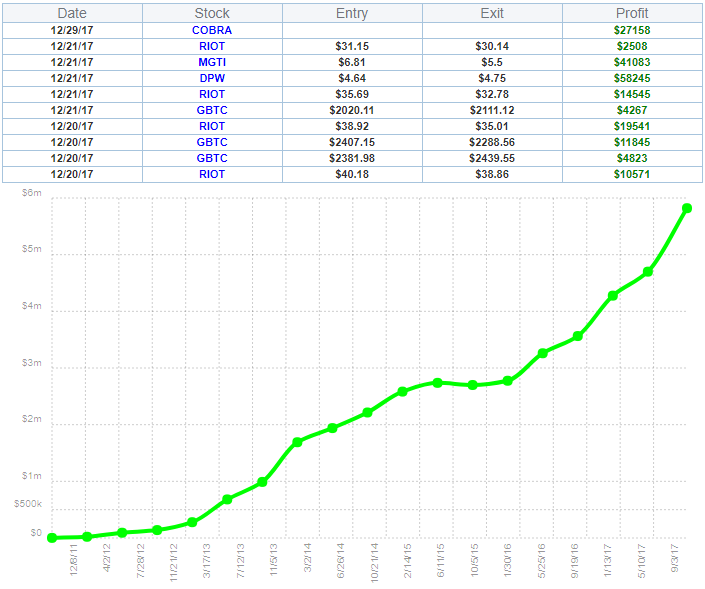 Date Stock Entry Exit Profit
12/29/17 COBRA $27158
12/21/17 RIOT $31.15 $30.14 $2508
12/21/17 MGTI $6.81 $5.5 $41083
12/21/17 DPW $4.64 $4.75 $58245
12/21/17 RIOT $35.69 $32.78 $14545
12/21/17 GBTC $2020.11 $2111.12 $4267
12/20/17 RIOT $38.92 $35.01 $19541
12/20/17 GBTC $2407.15 $2288.56 $11845
12/20/17 GBTC $2381.98 $2439.55 $4823
12/20/17 RIOT $40.18 $38.86 $10571
$6m
$5m
$4m
$3m
$2m
$1m
$500k
$0
12/8/11 4/2/12 7/28/12 11/21/12 3/17/13 7/12/13 11/5/13 3/2/14 6/26/14 10/21/14 2/14/15 6/11/15 10/5/15 1/30/16 5/25/16 9/19/16 1/13/17 5/10/17 9/3/17